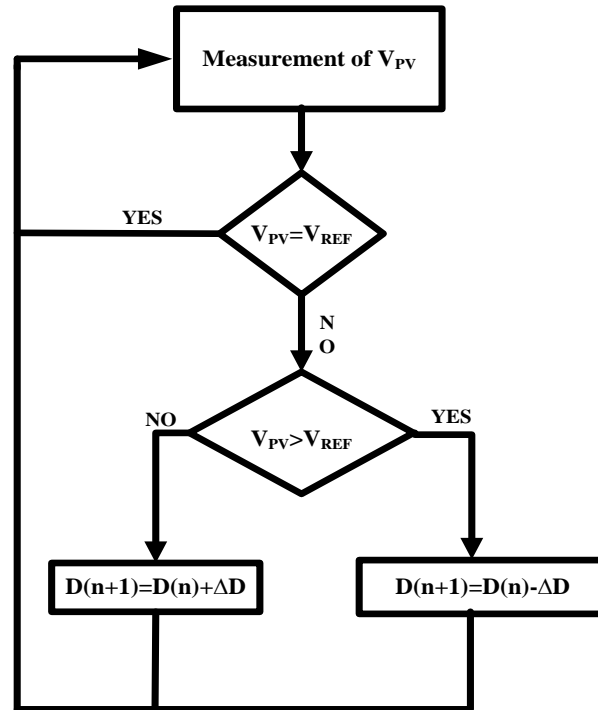 Measurement of V_PV
YES
V_PV=V_REF
N
O
NO
V_PV>V_REF
YES
D(n+1)=D(n)+ΔD
D(n+1)=D(n)-ΔD